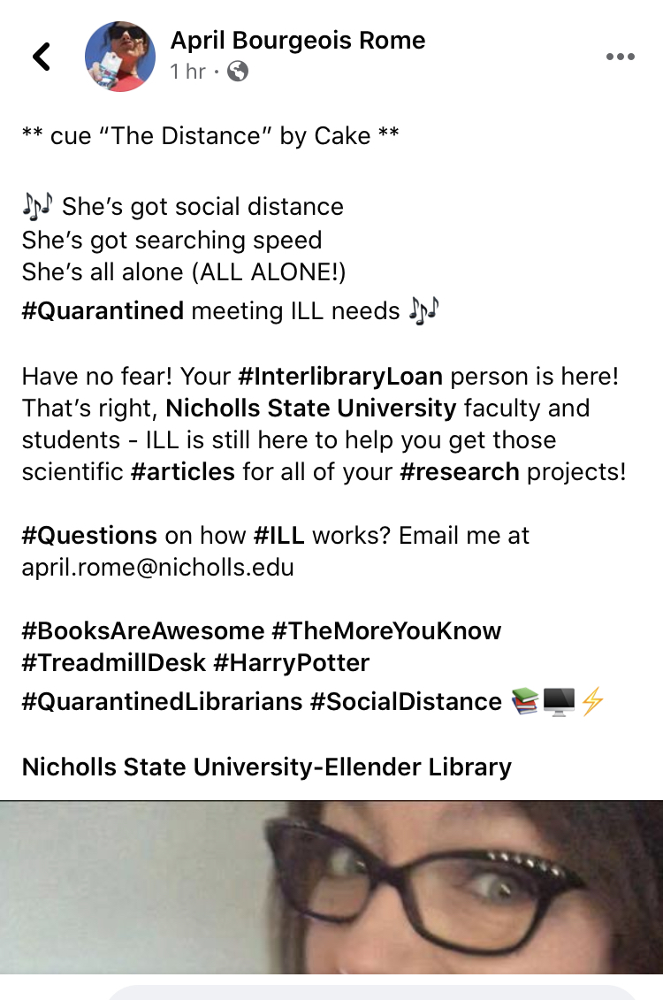 April Bourgeois Rome
1 hr ·
** cue “The Distance” by Cake **
🎶 She’s got social distance
She’s got searching speed
She’s all alone (ALL ALONE!)
#Quarantined meeting ILL needs 🎶
Have no fear! Your #InterlibraryLoan person is here!
That’s right, Nicholls State University faculty and
students - ILL is still here to help you get those
scientific #articles for all of your #research projects!
#Questions on how #ILL works? Email me at
april.rome@nicholls.edu
#BooksAreAwesome #TheMoreYouKnow
#TreadmillDesk #HarryPotter
#QuarantinedLibrarians #SocialDistance 📚🖥️⚡
Nicholls State University-Ellender Library